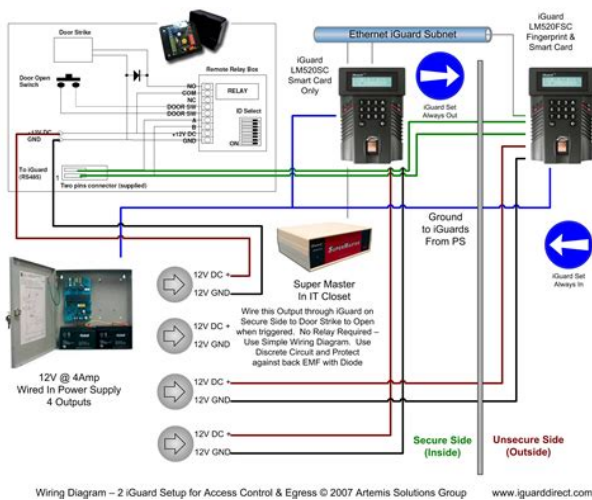 Door Strike
Door Open
Switch
Remote Relay Box
NO
COM
NC
DOOR SW
DOOR SW
A
B
+12V DC
GND
RELAY
ID Select
ON
+12V DC
GND
To iGuard
(RS485)
1
Two pins connector (supplied)
Ethernet iGuard Subnet
iGuard
LM520SC
Smart Card
Only
iGuard Set
Always Out
iGuard
LM520FSC
Fingerprint &
Smart Card
iGuard Set
Always In
Ground
to iGuards
From PS
SuperMaster
Super Master
In IT Closet
Wire this Output through iGuard on
Secure Side to Door Strike to Open
when triggered. No Relay Required –
Use Simple Wiring Diagram. Use
Discrete Circuit and Protect
against back EMF with Diode
12V DC +
12V GND
12V DC +
12V GND
12V DC +
12V GND
12V DC +
12V GND
12V @ 4Amp
Wired In Power Supply
4 Outputs
Secure Side
(Inside)
Unsecure Side
(Outside)
Wiring Diagram – 2 iGuard Setup for Access Control & Egress © 2007 Artemis Solutions Group www.iguarddirect.com